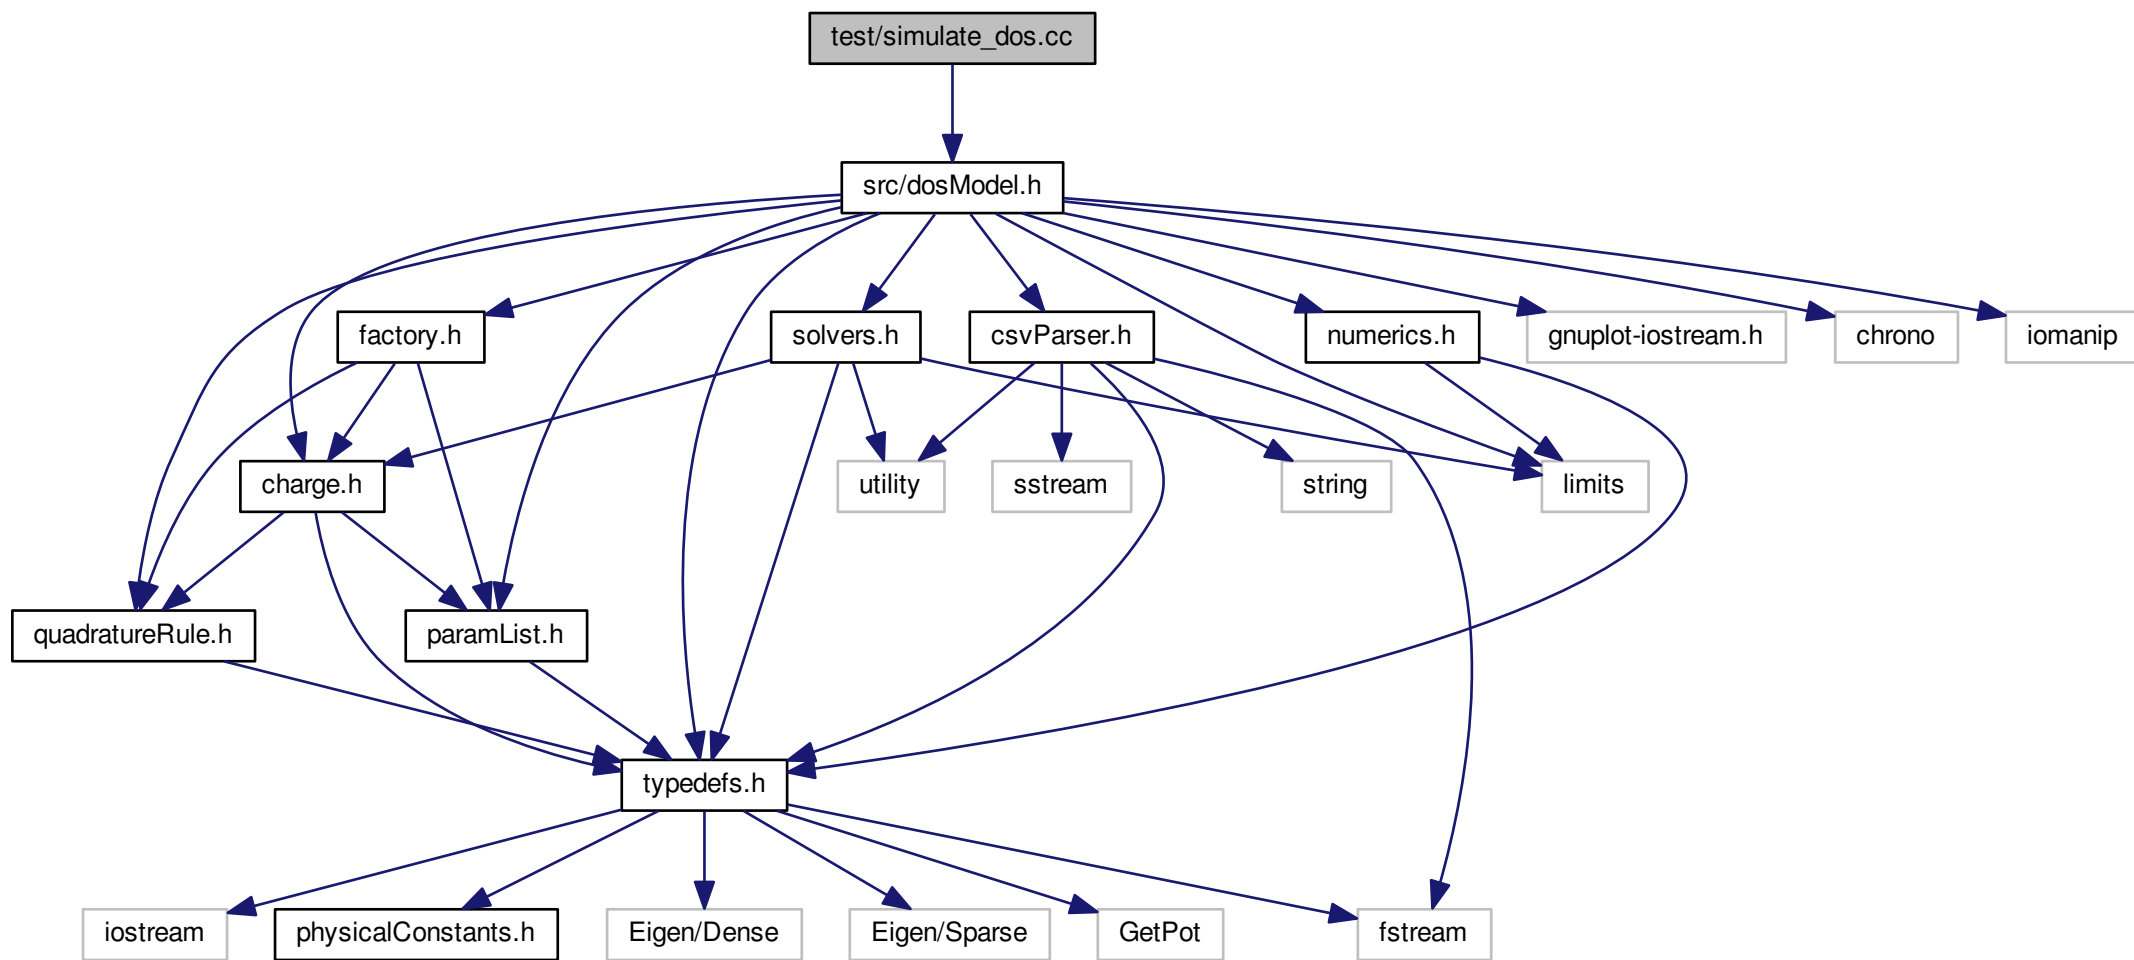 test/simulate_dos.cc
src/dosModel.h
factory.h
solvers.h
csvParser.h
numerics.h
gnuplot-iostream.h
chrono
iomanip
charge.h
utility
sstream
string
limits
quadratureRule.h
paramList.h
typedefs.h
iostream
physicalConstants.h
Eigen/Dense
Eigen/Sparse
GetPot
fstream